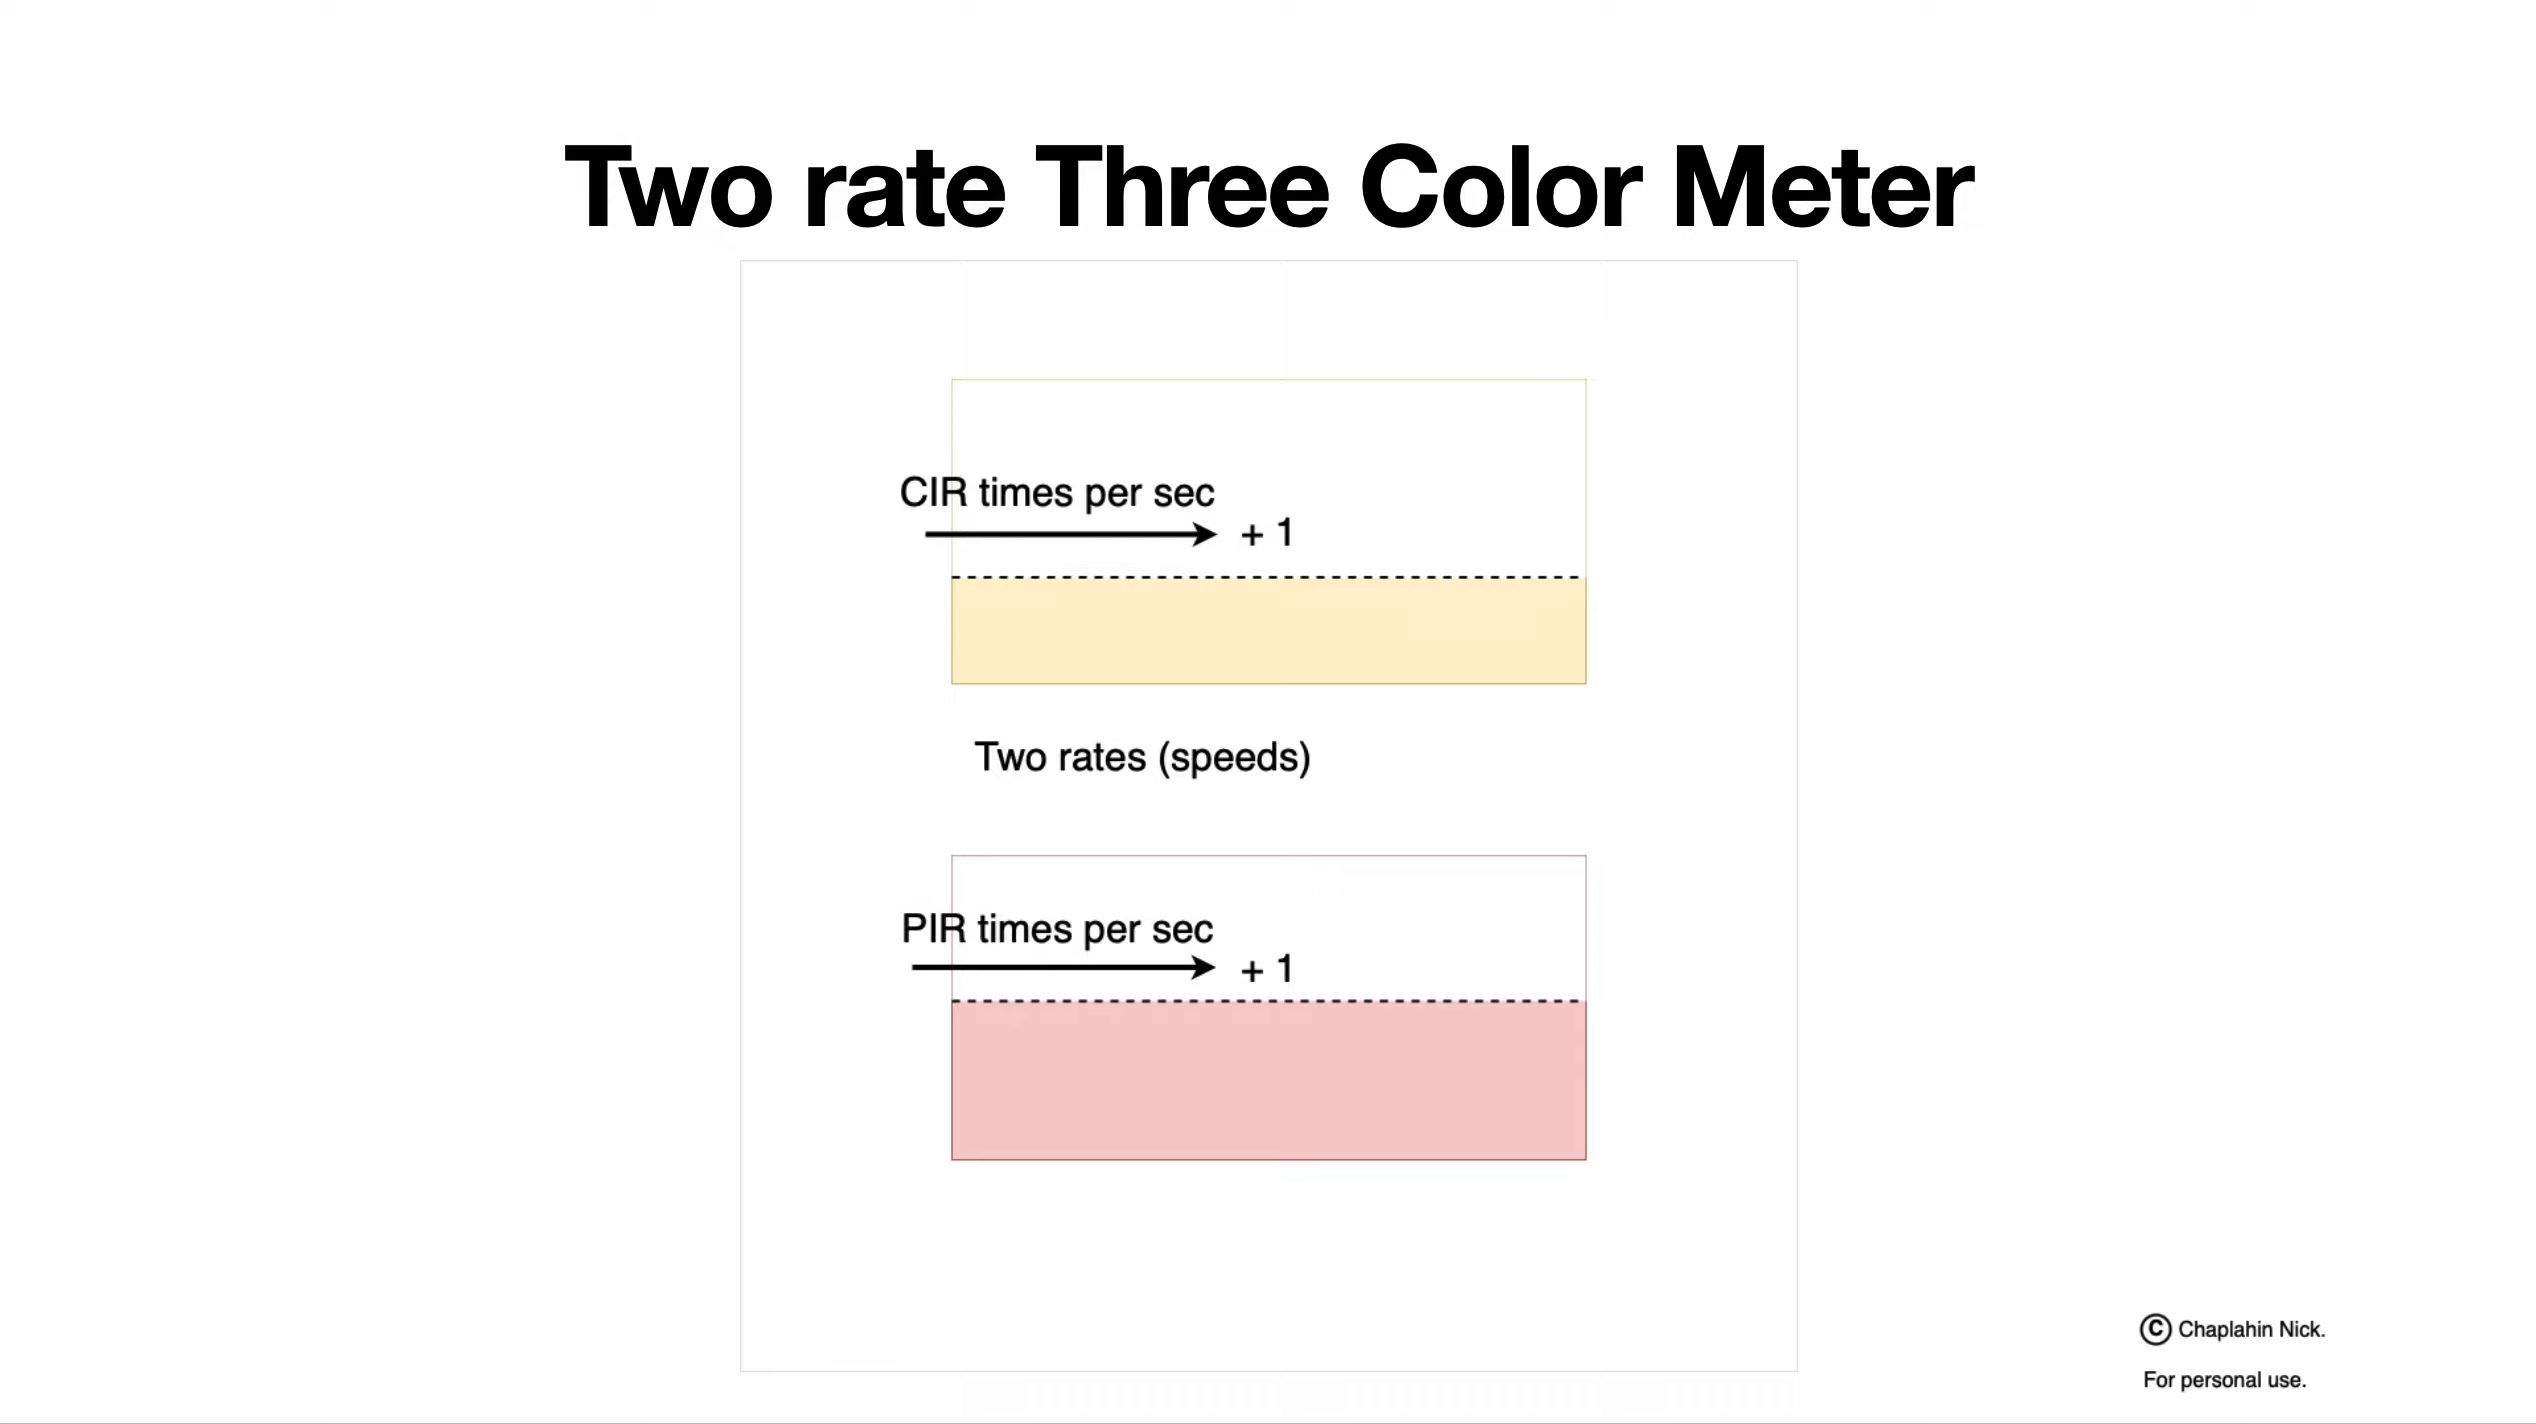 Two rate Three Color Meter
CIR times per sec
+ 1
Two rates (speeds)
PIR times per sec
+ 1
© Chaplahin Nick.
For personal use.